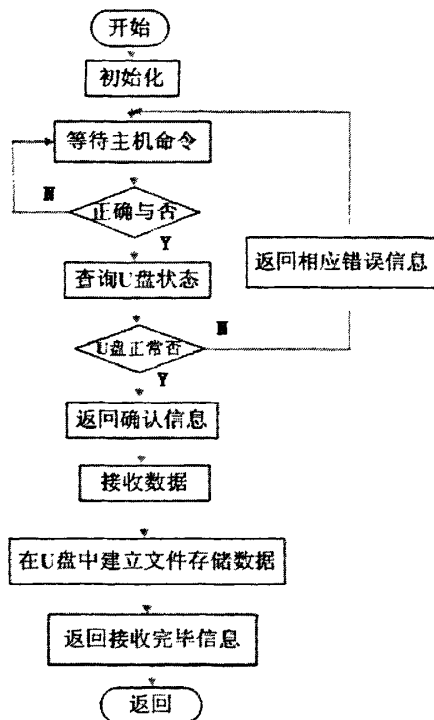 开始
初始化
等待主机命令
N
正确与否
Y
查询U盘状态
返回相应错误信息
N
U盘正常否
Y
返回确认信息
接收数据
在U盘中建立文件存储数据
返回接收完毕信息
返回